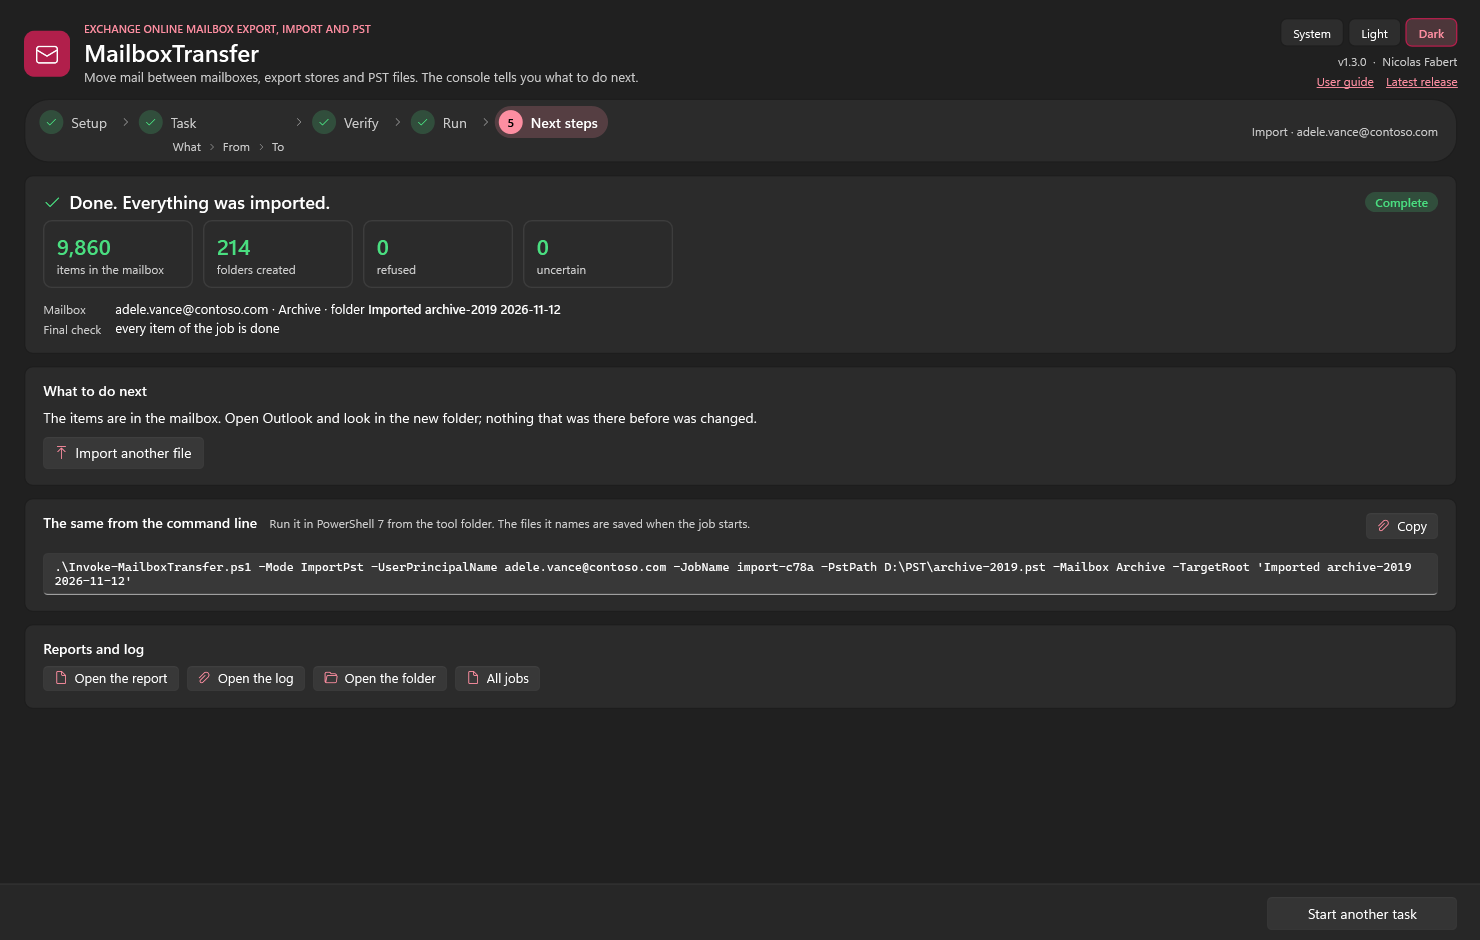 EXCHANGE ONLINE MAILBOX EXPORT, IMPORT AND PST
MailboxTransfer
Move mail between mailboxes, export stores and PST files. The console tells you what to do next.
System
Light
Dark
v1.3.0 · Nicolas Fabert
User guide
Latest release
Setup
Task
Verify
Run
5
Next steps
What
From
To
Import · adele.vance@contoso.com
Done. Everything was imported.
Complete
9,860
items in the mailbox
214
folders created
0
refused
0
uncertain
Mailbox adele.vance@contoso.com · Archive · folder Imported archive-2019 2026-11-12
Final check every item of the job is done
What to do next
The items are in the mailbox. Open Outlook and look in the new folder; nothing that was there before was changed.
Import another file
The same from the command line Run it in PowerShell 7 from the tool folder. The files it names are saved when the job starts.
Copy
.\Invoke-MailboxTransfer.ps1 -Mode ImportPst -UserPrincipalName adele.vance@contoso.com -JobName import-c78a -PstPath D:\PST\archive-2019.pst -Mailbox Archive -TargetRoot 'Imported archive-2019
2026-11-12'
Reports and log
Open the report
Open the log
Open the folder
All jobs
Start another task